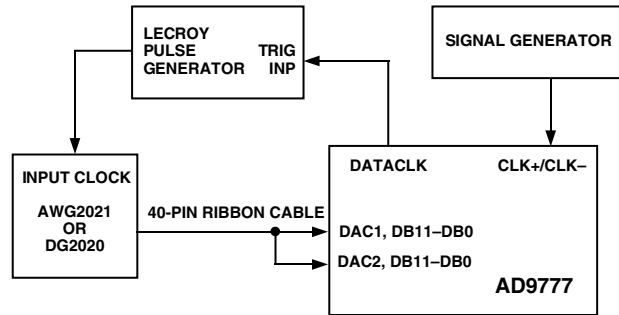 LECROY
PULSE
GENERATOR
TRIG
INP
SIGNAL GENERATOR
INPUT CLOCK
AWG2021
OR
DG2020
40-PIN RIBBON CABLE
DATACLK
CLK+/CLK–
DAC1, DB11–DB0
DAC2, DB11–DB0
AD9777